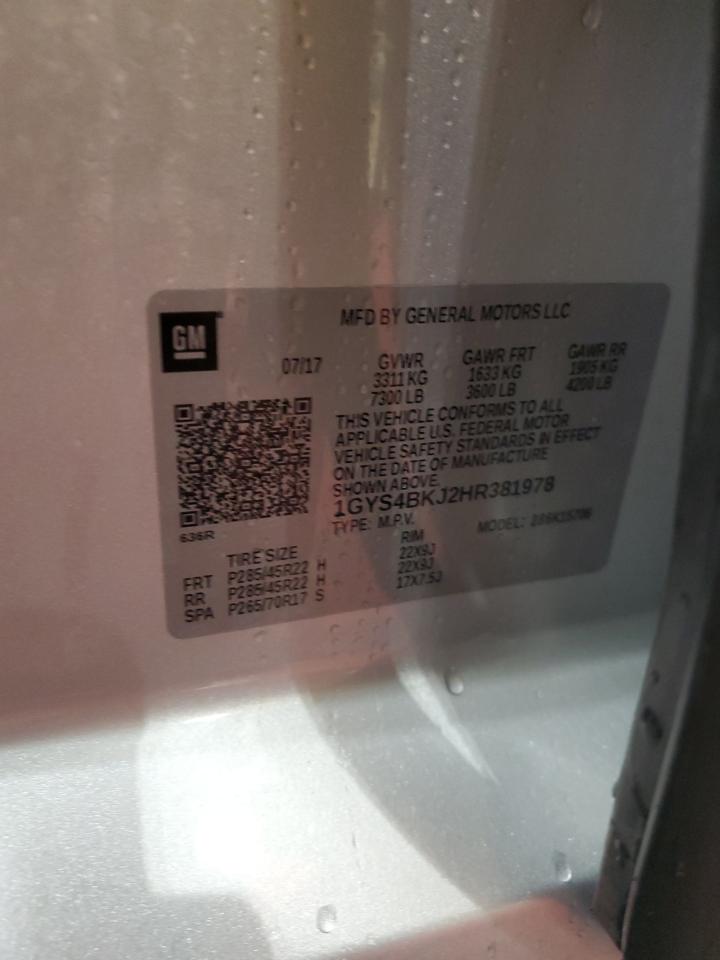 GM
MFD BY GENERAL MOTORS LLC
07/17 GVWR GAWR FRT GAWR RR
3311 KG 1633 KG 1905 KG
7300 LB 3600 LB 4200 LB
THIS VEHICLE CONFORMS TO ALL
APPLICABLE U.S. FEDERAL MOTOR
VEHICLE SAFETY STANDARDS IN EFFECT
ON THE DATE OF MANUFACTURE
SHOWN ABOVE.
1GYS4BKJ2HR381978
TYPE: M.P.V. MODEL:
636R
TIRE SIZE RIM
FRT P285/45R22 H 22X9J
RR P285/45R22 H 22X9J
SPA P265/70R17 S 17X7.5J